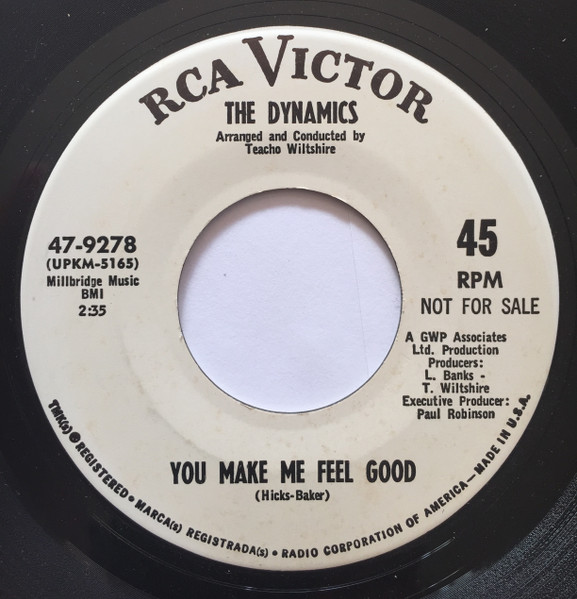 RCA VICTOR
THE DYNAMICS
Arranged and Conducted by
Teacho Wiltshire
47-9278
(UPKM-5165)
Millbridge Music
BMI
2:35
45
RPM
NOT FOR SALE
A GWP Associates
Ltd. Production
Producers:
L. Banks -
T. Wiltshire
Executive Producer:
Paul Robinson
YOU MAKE ME FEEL GOOD
(Hicks-Baker)
TMK(s) ® REGISTERED • MARCA(s) REGISTRADA(s) • RADIO CORPORATION OF AMERICA—MADE IN U.S.A.